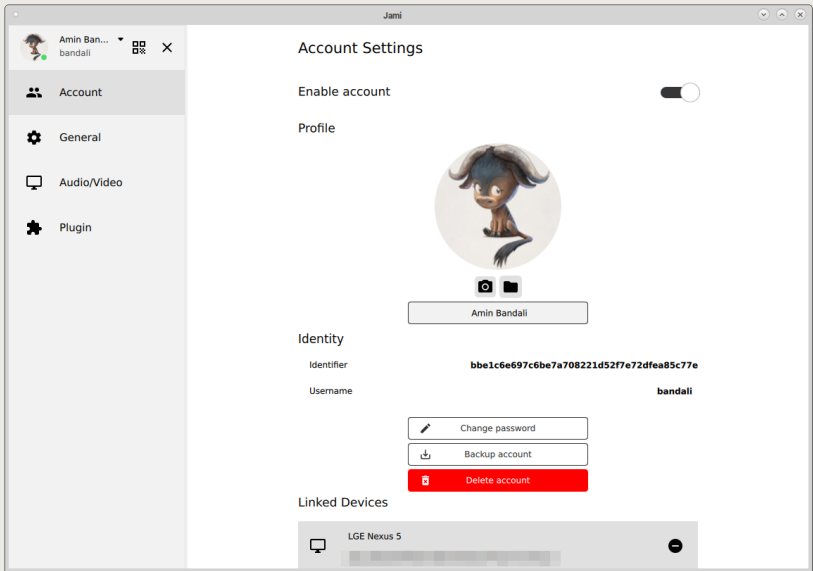 Jami
Amin Ban...
bandali
Account
General
Audio/Video
Plugin
Account Settings
Enable account
Profile
Amin Bandali
Identity
Identifier bbe1c6e697c6be7a708221d52f7e72dfea85c77e
Username bandali
Change password
Backup account
Delete account
Linked Devices
LGE Nexus 5